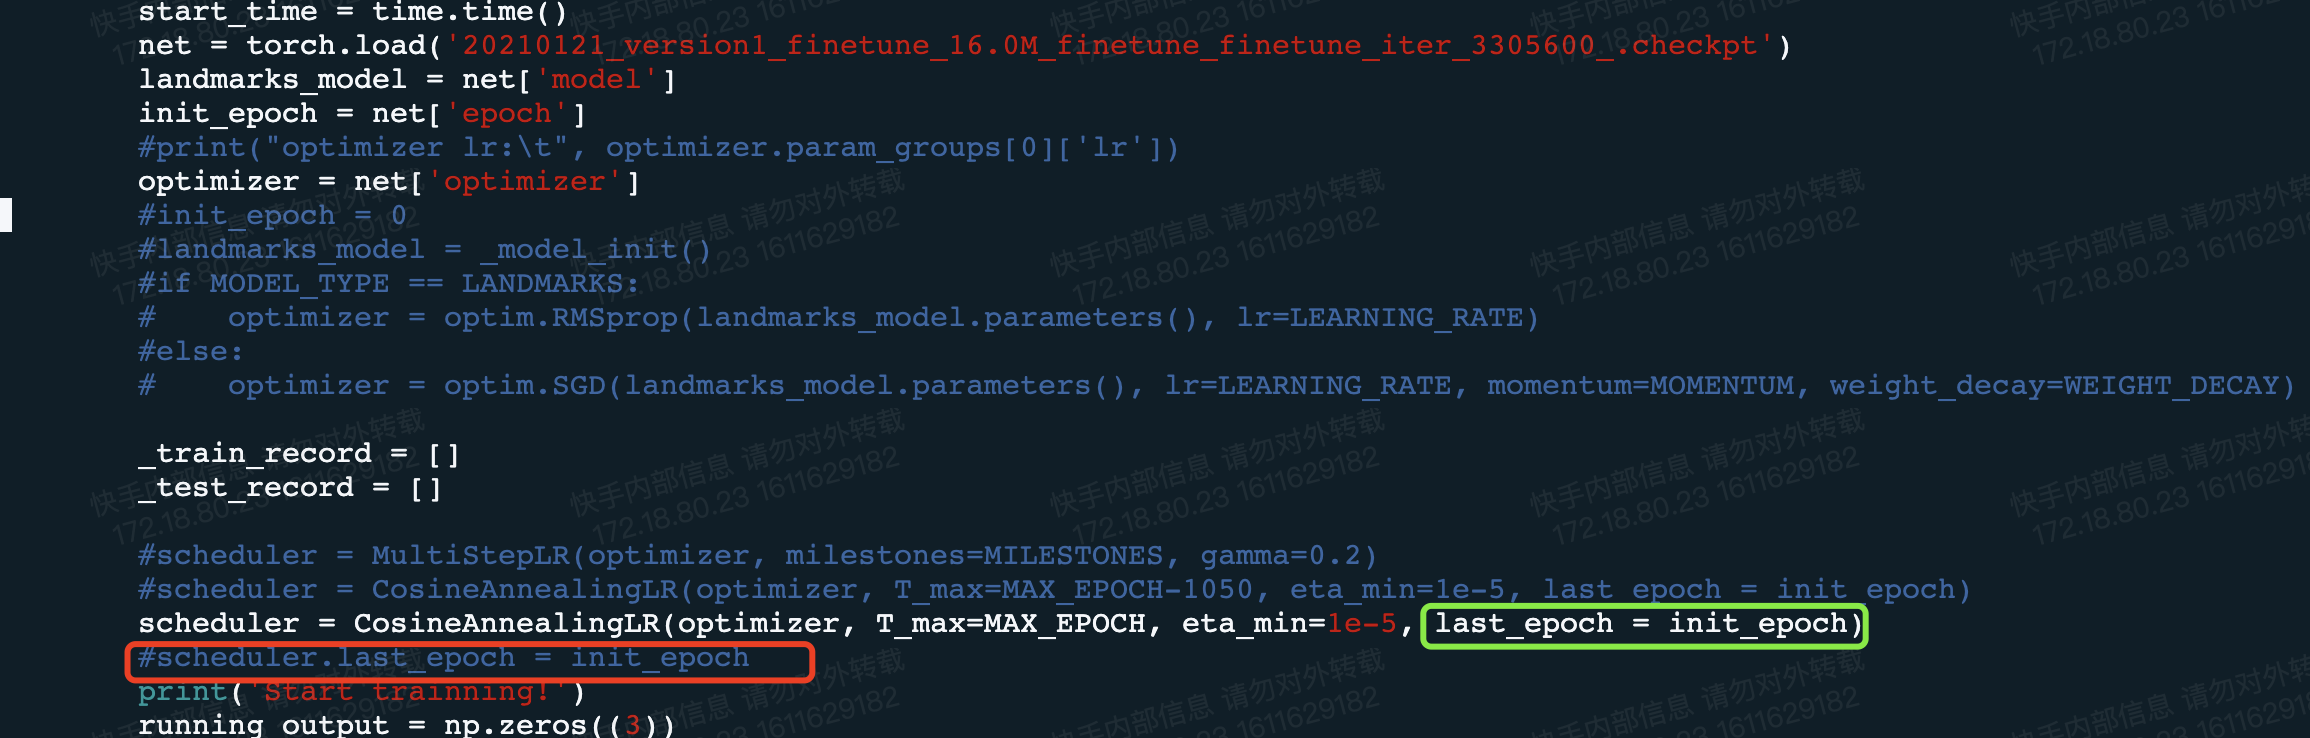 start_time = time.time()
net = torch.load('20210121_version1_finetune_16.0M_finetune_finetune_iter_3305600_.checkpt')
landmarks_model = net['model']
init_epoch = net['epoch']
#print("optimizer lr:\t", optimizer.param_groups[0]['lr'])
optimizer = net['optimizer']
#init_epoch = 0
#landmarks_model = _model_init()
#if MODEL_TYPE == LANDMARKS:
#    optimizer = optim.RMSprop(landmarks_model.parameters(), lr=LEARNING_RATE)
#else:
#    optimizer = optim.SGD(landmarks_model.parameters(), lr=LEARNING_RATE, momentum=MOMENTUM, weight_decay=WEIGHT_DECAY)
_train_record = []
_test_record = []
#scheduler = MultiStepLR(optimizer, milestones=MILESTONES, gamma=0.2)
#scheduler = CosineAnnealingLR(optimizer, T_max=MAX_EPOCH-1050, eta_min=1e-5, last_epoch = init_epoch)
scheduler = CosineAnnealingLR(optimizer, T_max=MAX_EPOCH, eta_min=1e-5, last_epoch = init_epoch)
#scheduler.last_epoch = init_epoch
print('Start trainning!')
running_output = np.zeros((3))
快手内部信息 请勿对外转载
172.18.80.23 1611629182